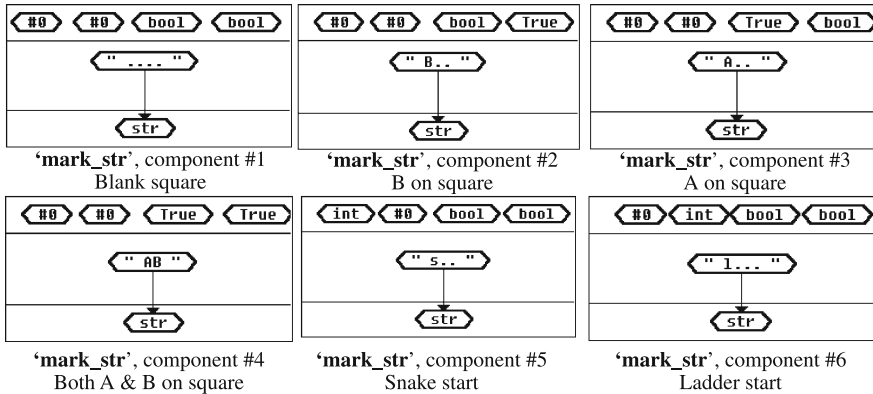 #0 #0 bool bool
" .... "
str
‘mark_str’, component #1
Blank square
#0 #0 bool True
" B.. "
str
‘mark_str’, component #2
B on square
#0 #0 True bool
" A.. "
str
‘mark_str’, component #3
A on square
#0 #0 True True
" AB "
str
‘mark_str’, component #4
Both A & B on square
int #0 bool bool
" s.. "
str
‘mark_str’, component #5
Snake start
#0 int bool bool
" l... "
str
‘mark_str’, component #6
Ladder start